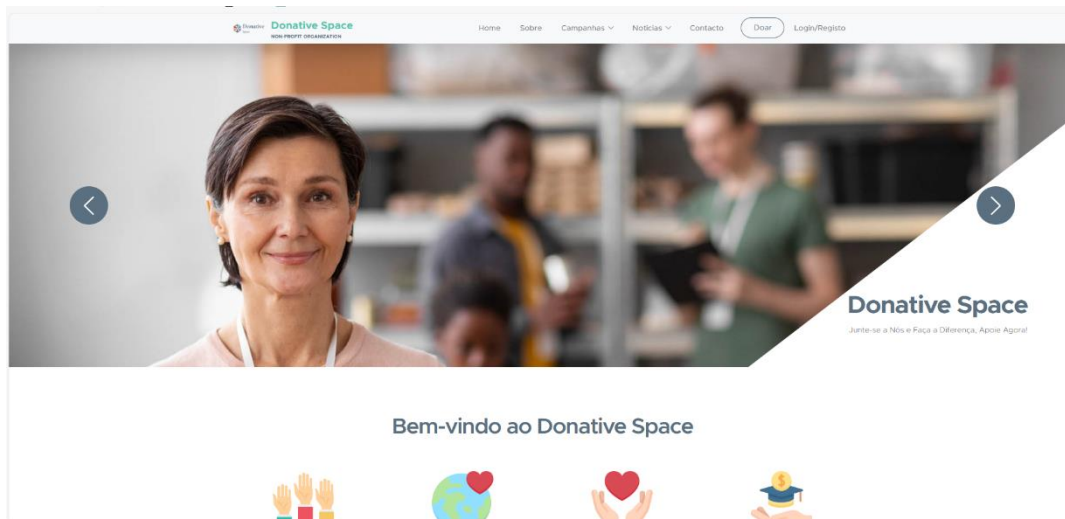 Donative
Donative Space
NON-PROFIT ORGANIZATION
Home Sobre Campanhas Notícias Contacto Doar Login/Registo
Donative Space
Junte-se a Nós e Faça a Diferença, Apoie Agora!
Bem-vindo ao Donative Space
$